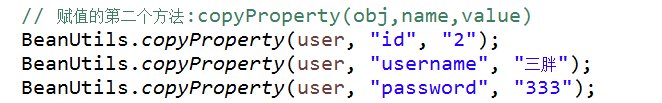 // 赋值的第二个方法:copyProperty(obj,name,value)
BeanUtils.copyProperty(user, "id", "2");
BeanUtils.copyProperty(user, "username", "三胖");
BeanUtils.copyProperty(user, "password", "333");